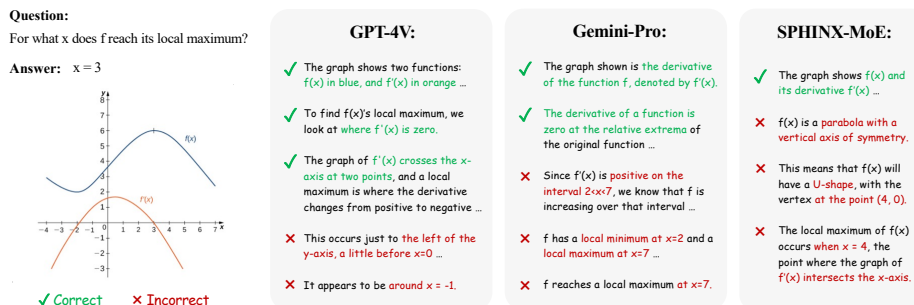 Question:
For what x does f reach its local maximum?
Answer: x = 3
y
8
6
5
4
3
2
1
f(x)
f'(x)
-4 -3 -2 -1 0 1 2 3 4 5 6 7 x
-1
-2
-3
✓ Correct ✕ Incorrect
GPT-4V:
✓ The graph shows two functions:
f(x) in blue, and f'(x) in orange ...
✓ To find f(x)'s local maximum, we
look at where f'(x) is zero.
✓ The graph of f'(x) crosses the x-
axis at two points, and a local
maximum is where the derivative
changes from positive to negative ...
✕ This occurs just to the left of the
y-axis, a little before x=0 ...
✕ It appears to be around x = -1.
Gemini-Pro:
✓ The graph shown is the derivative
of the function f, denoted by f'(x).
✓ The derivative of a function is
zero at the relative extrema of
the original function ...
✕ Since f'(x) is positive on the
interval 2<x<7, we know that f is
increasing over that interval ...
✕ f has a local minimum at x=2 and a
local maximum at x=7 ...
✕ f reaches a local maximum at x=7.
SPHINX-MoE:
✓ The graph shows f(x) and
its derivative f'(x) ...
✕ f(x) is a parabola with a
vertical axis of symmetry.
✕ This means that f(x) will
have a U-shape, with the
vertex at the point (4, 0).
✕ The local maximum of f(x)
occurs when x = 4, the
point where the graph of
f'(x) intersects the x-axis.